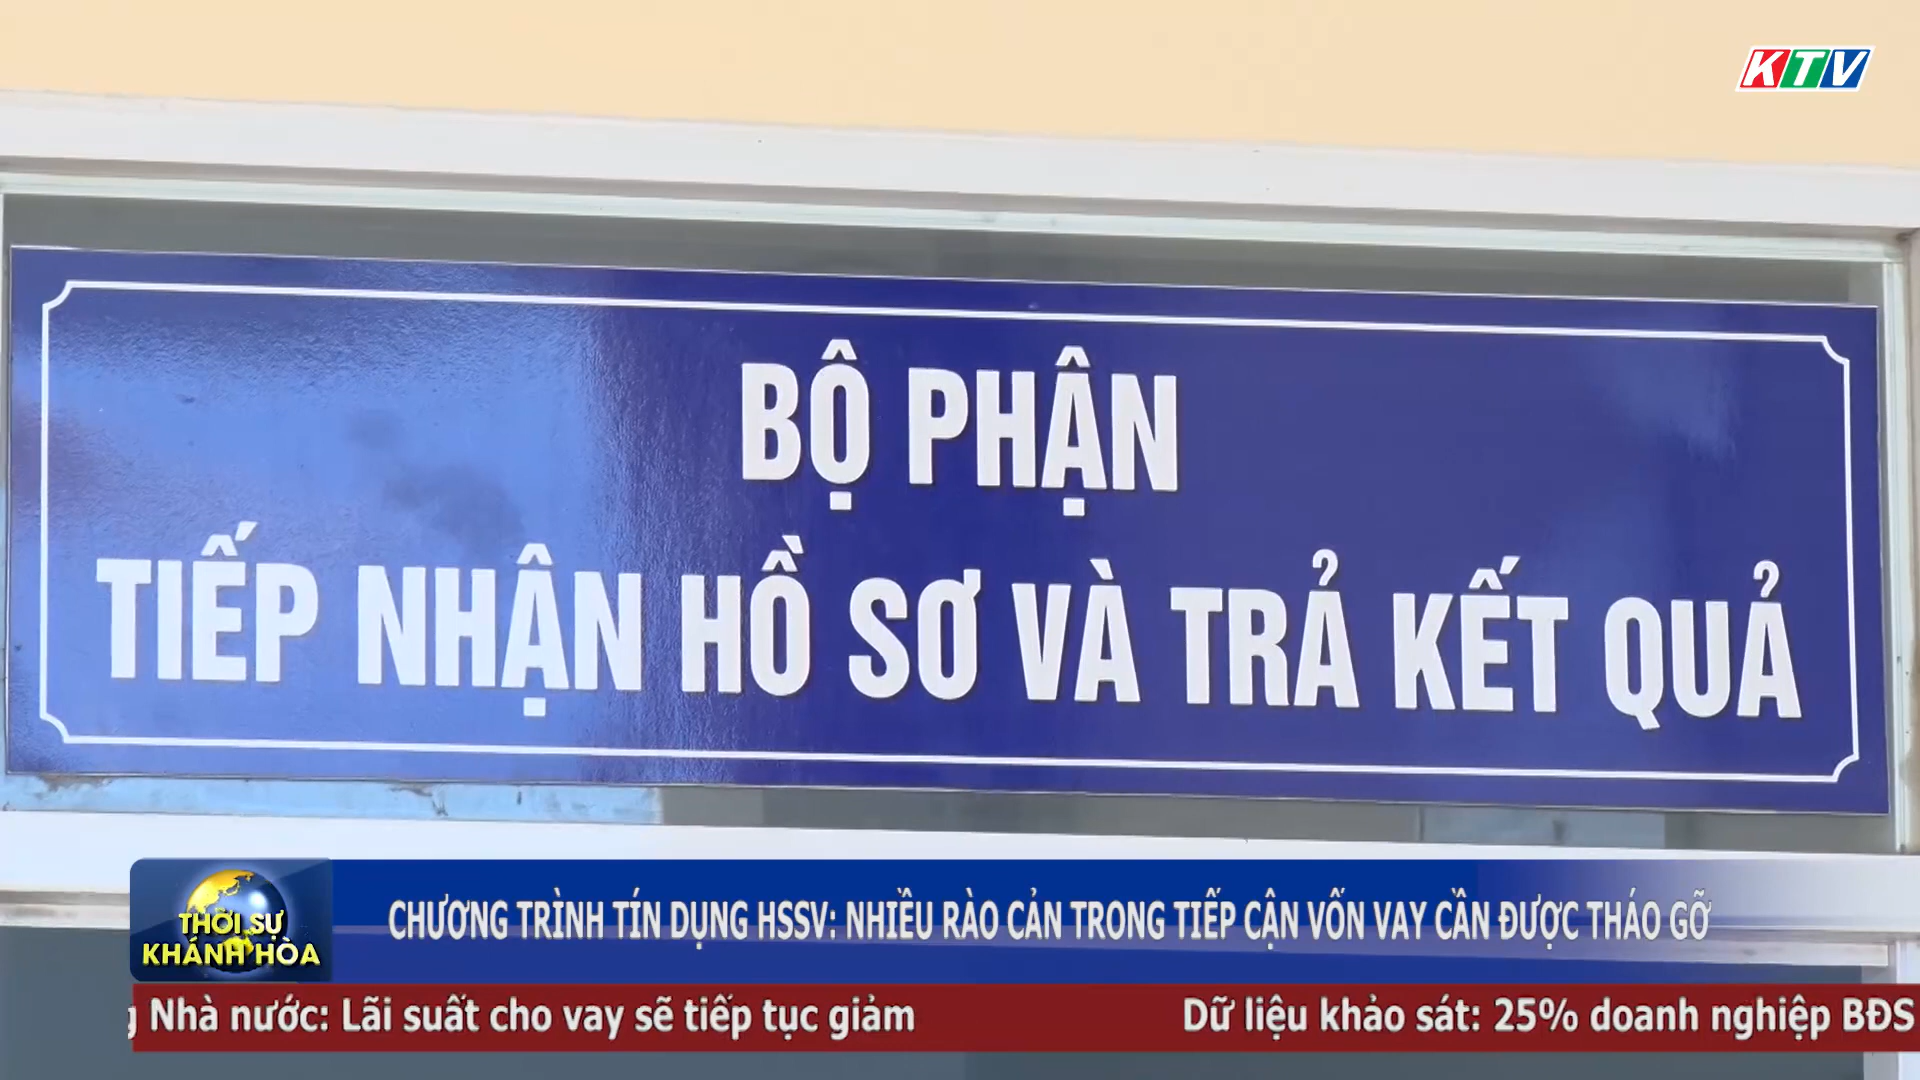 KTV
BỘ PHẬN
TIẾP NHẬN HỒ SƠ VÀ TRẢ KẾT QUẢ
CHƯƠNG TRÌNH TÍN DỤNG HSSV: NHIỀU RÀO CẢN TRONG TIẾP CẬN VỐN VAY CẦN ĐƯỢC THÁO GỠ
THỜI SỰ
KHÁNH HÒA
Nhà nước: Lãi suất cho vay sẽ tiếp tục giảm Dữ liệu khảo sát: 25% doanh nghiệp BĐS